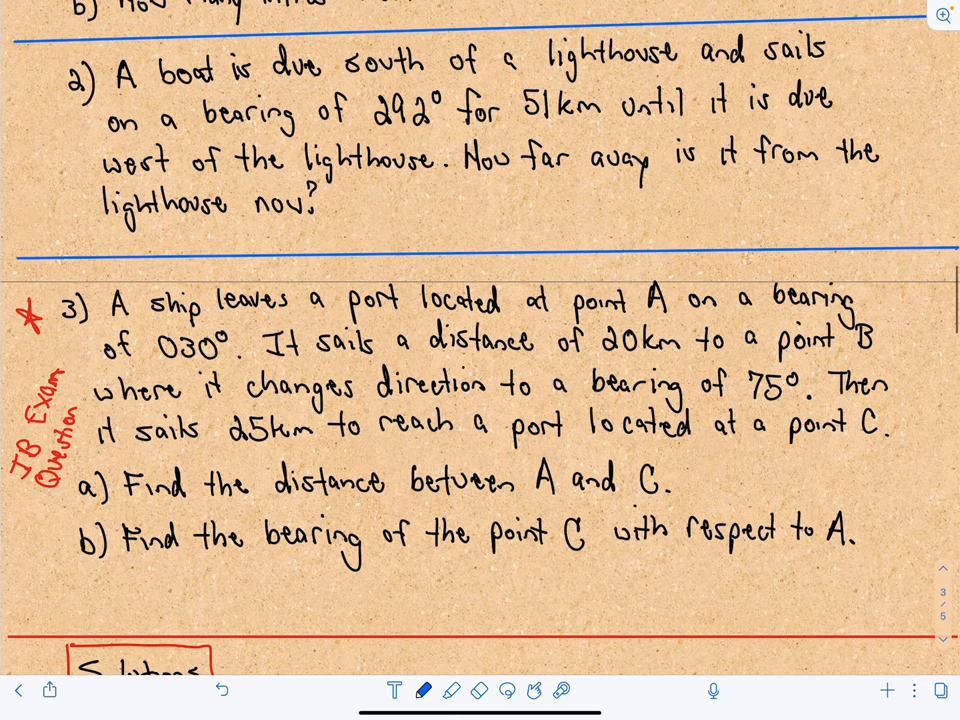 2) A boat is due south of a lighthouse and sails
on a bearing of 292° for 51km until it is due
west of the lighthouse. How far away is it from the
lighthouse now?
3) A ship leaves a port located at point A on a bearing
of 030°. It sails a distance of 20km to a point B
where it changes direction to a bearing of 75°. Then
it sails 25km to reach a port located at a point C.
IB Exam
Question
a) Find the distance between A and C.
b) Find the bearing of the point C with respect to A.
3
/
5
T